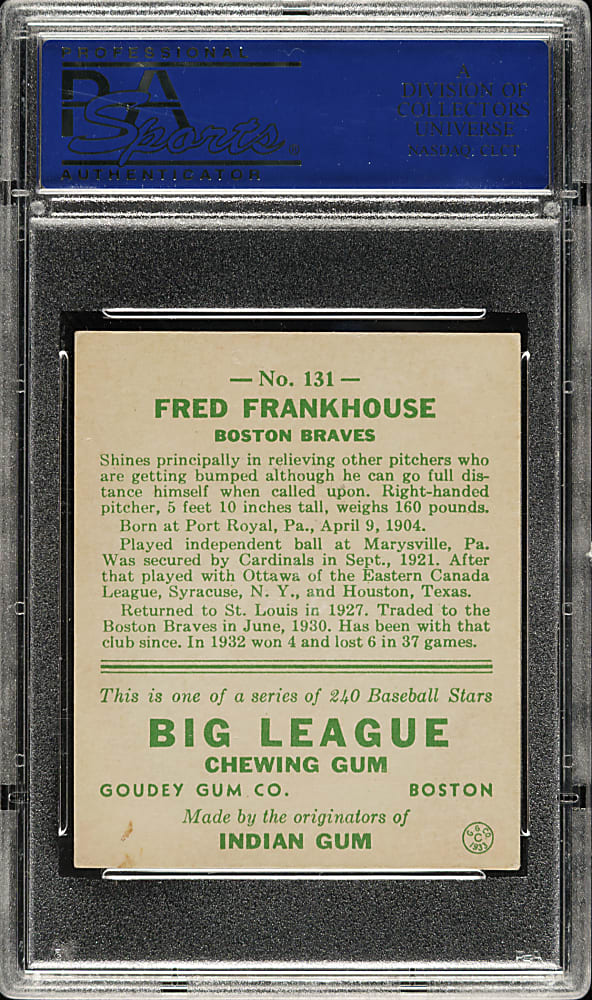 PROFESSIONAL
PSA
Sports
AUTHENTICATOR
A
DIVISION OF
COLLECTORS
UNIVERSE
NASDAQ: CLCT
— No. 131 —
FRED FRANKHOUSE
BOSTON BRAVES
Shines principally in relieving other pitchers who
are getting bumped although he can go full dis-
tance himself when called upon. Right-handed
pitcher, 5 feet 10 inches tall, weighs 160 pounds.
Born at Port Royal, Pa., April 9, 1904.
Played independent ball at Marysville, Pa.
Was secured by Cardinals in Sept., 1921. After
that played with Ottawa of the Eastern Canada
League, Syracuse, N. Y., and Houston, Texas.
Returned to St. Louis in 1927. Traded to the
Boston Braves in June, 1930. Has been with that
club since. In 1932 won 4 and lost 6 in 37 games.
This is one of a series of 240 Baseball Stars
BIG LEAGUE
CHEWING GUM
GOUDEY GUM CO. BOSTON
Made by the originators of
INDIAN GUM
G. G. CO.
C
1933
PSA